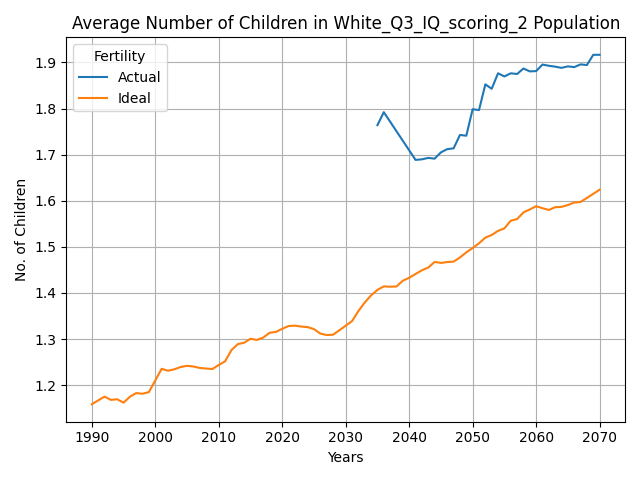 Average Number of Children in White_Q3_IQ_scoring_2 Population
Fertility
Actual
Ideal
No. of Children
1.9
1.8
1.7
1.6
1.5
1.4
1.3
1.2
1990 2000 2010 2020 2030 2040 2050 2060 2070
Years